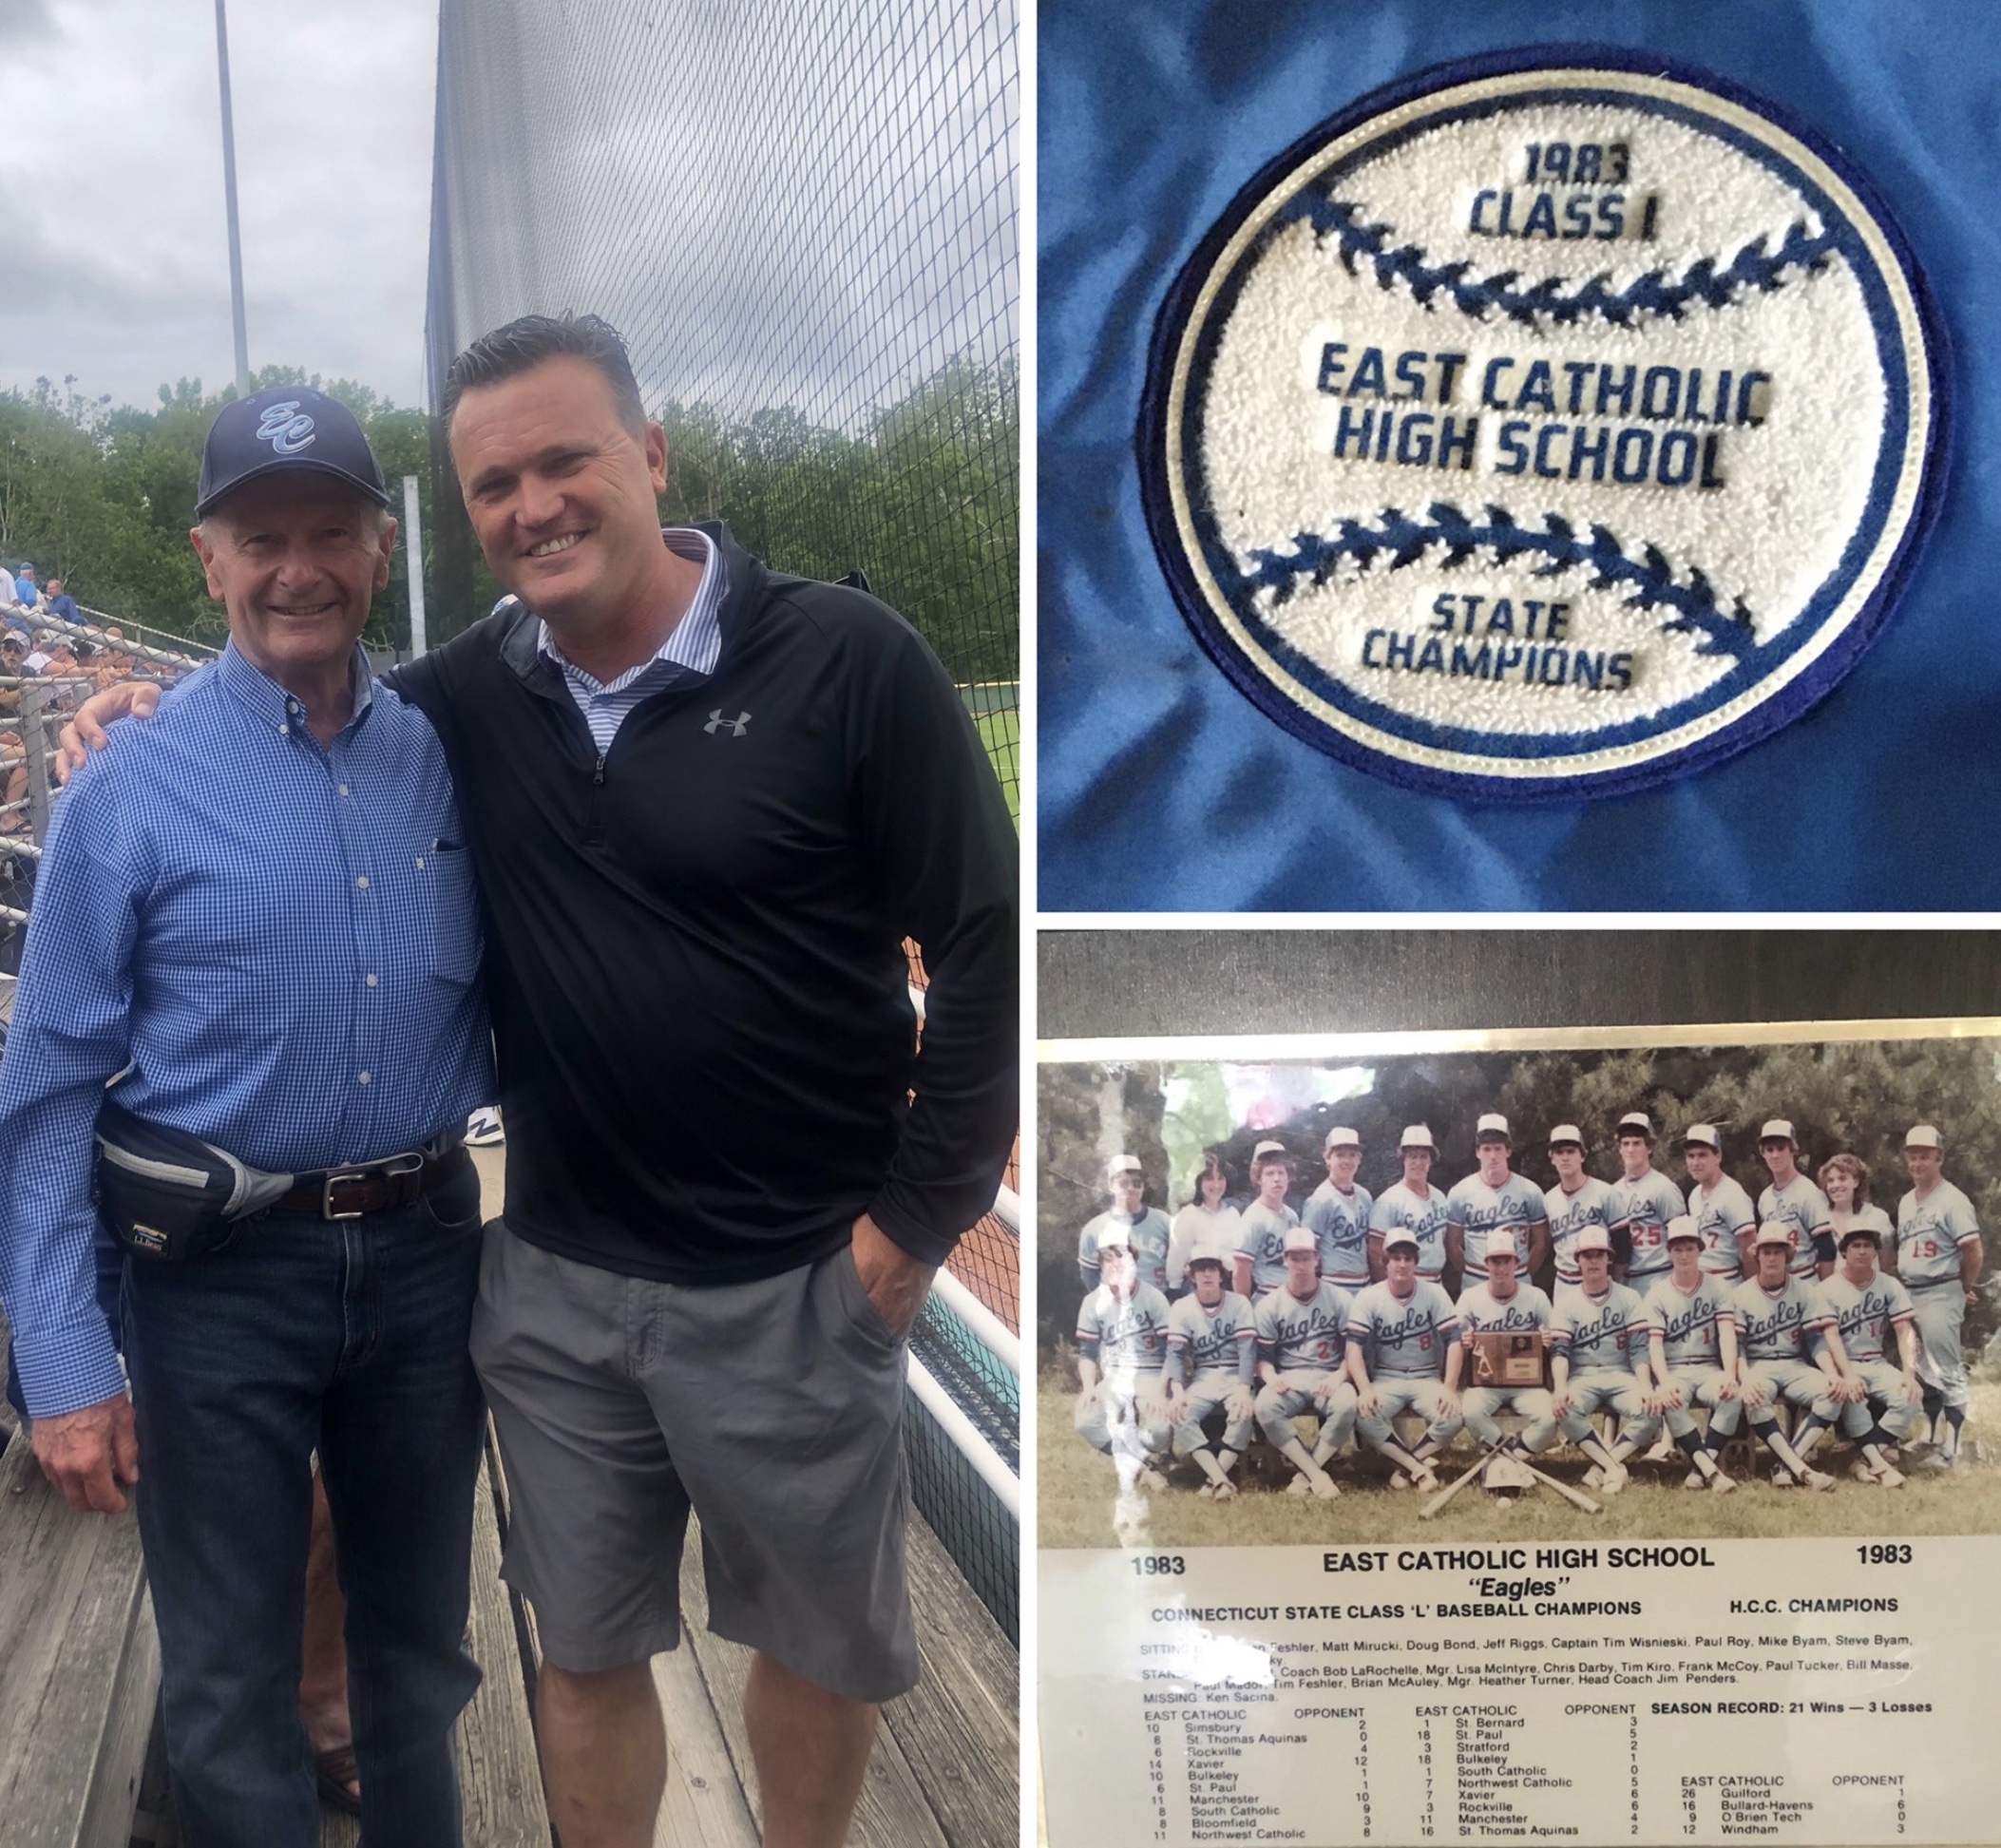 EC
L.L.Bean
N
1983
CLASS L
EAST CATHOLIC
HIGH SCHOOL
STATE
CHAMPIONS
Eagles
25
7
4
19
Eagles
8
1983 EAST CATHOLIC HIGH SCHOOL 1983
"Eagles"
CONNECTICUT STATE CLASS 'L' BASEBALL CHAMPIONS H.C.C. CHAMPIONS
Feshler, Matt Mirucki, Doug Bond, Jeff Riggs, Captain Tim Wisnieski, Paul Roy, Mike Byam, Steve Byam,
ky
Coach Bob LaRochelle, Mgr. Lisa McIntyre, Chris Darby, Tim Kiro, Frank McCoy, Paul Tucker, Bill Masse,
Paul Mador, Tim Feshler, Brian McAuley, Mgr. Heather Turner, Head Coach Jim Penders.
MISSING: Ken Sacina.
EAST CATHOLIC OPPONENT
10 Simsbury 2
8 St. Thomas Aquinas 0
6 Rockville 4
14 Xavier 12
10 Bulkeley 1
6 St. Paul 1
11 Manchester 10
8 South Catholic 9
8 Bloomfield 3
11 Northwest Catholic 8
EAST CATHOLIC OPPONENT
1 St. Bernard 3
18 St. Paul 5
3 Stratford 2
18 Bulkeley 1
1 South Catholic 0
7 Northwest Catholic 5
7 Xavier 6
3 Rockville 6
11 Manchester 4
16 St. Thomas Aquinas 2
SEASON RECORD: 21 Wins — 3 Losses
EAST CATHOLIC OPPONENT
26 Guilford 1
16 Bullard-Havens 6
9 O'Brien Tech 0
12 Windham 3